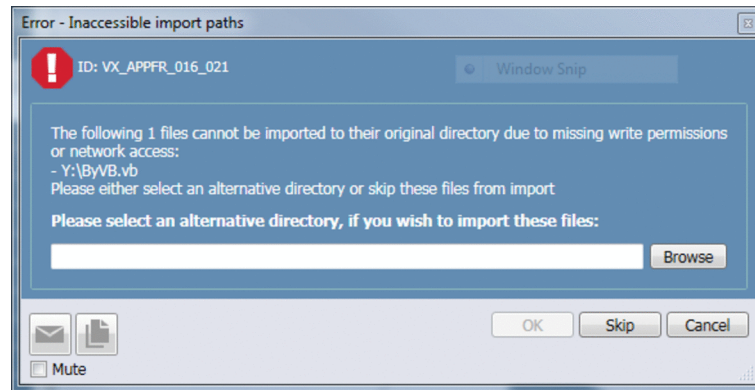 Error - Inaccessible import paths
ID: VX_APPFR_016_021
Window Snip
The following 1 files cannot be imported to their original directory due to missing write permissions
or network access:
- Y:\ByVB.vb
Please either select an alternative directory or skip these files from import
Please select an alternative directory, if you wish to import these files:
Browse
OK
Skip
Cancel
Mute